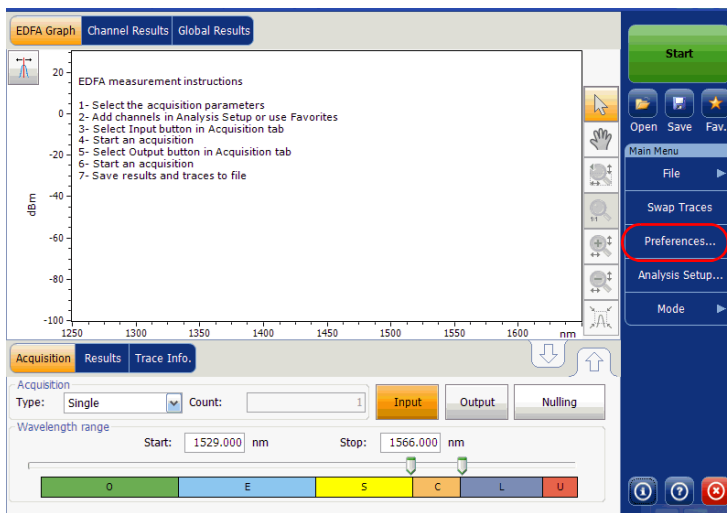 EDFA Graph Channel Results Global Results
20
0
-20
-40
-60
-80
-100
dBm
EDFA measurement instructions
1- Select the acquisition parameters
2- Add channels in Analysis Setup or use Favorites
3- Select Input button in Acquisition tab
4- Start an acquisition
5- Select Output button in Acquisition tab
6- Start an acquisition
7- Save results and traces to file
1250 1300 1350 1400 1450 1500 1550 1600 nm
1:1
Start
Open Save Fav.
Main Menu
File
Swap Traces
Preferences...
Analysis Setup...
Mode
Acquisition Results Trace Info.
Acquisition
Type: Single Count: 1 Input Output Nulling
Wavelength range
Start: 1529.000 nm Stop: 1566.000 nm
O E S C L U